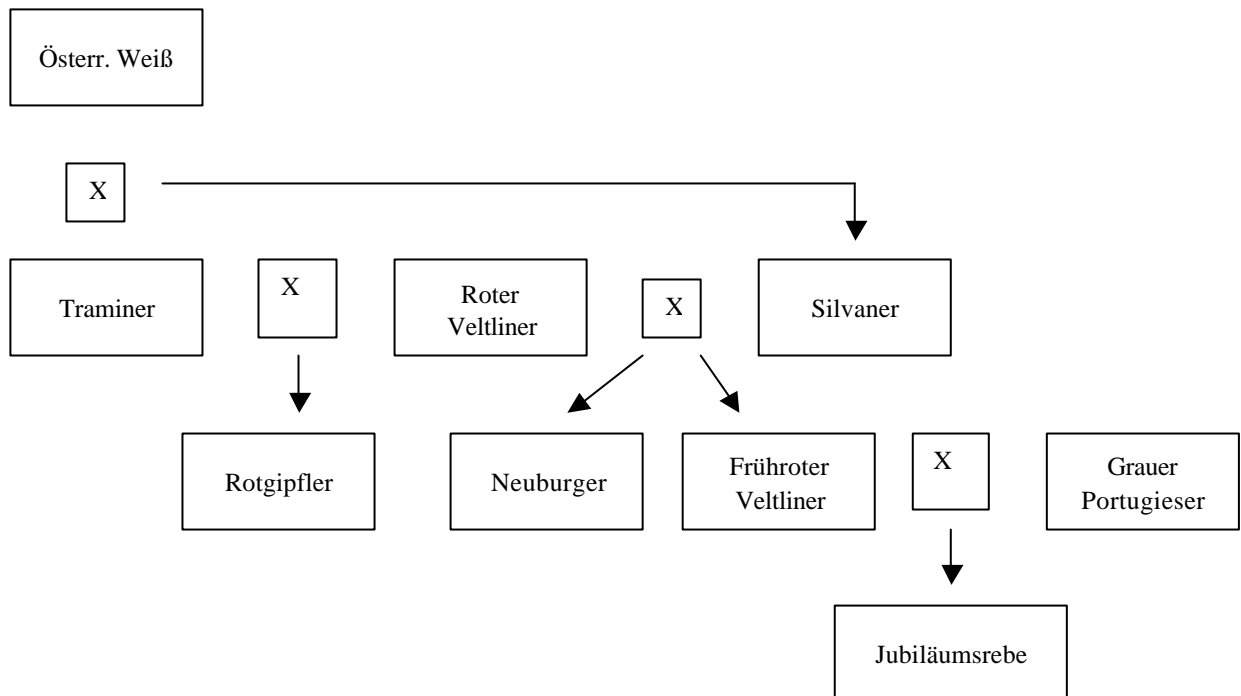 Österr. Weiß
X
Traminer
X
Roter
Veltliner
X
Silvaner
Rotgipfler
Neuburger
Frühroter
Veltliner
X
Grauer
Portugieser
Jubiläumsrebe